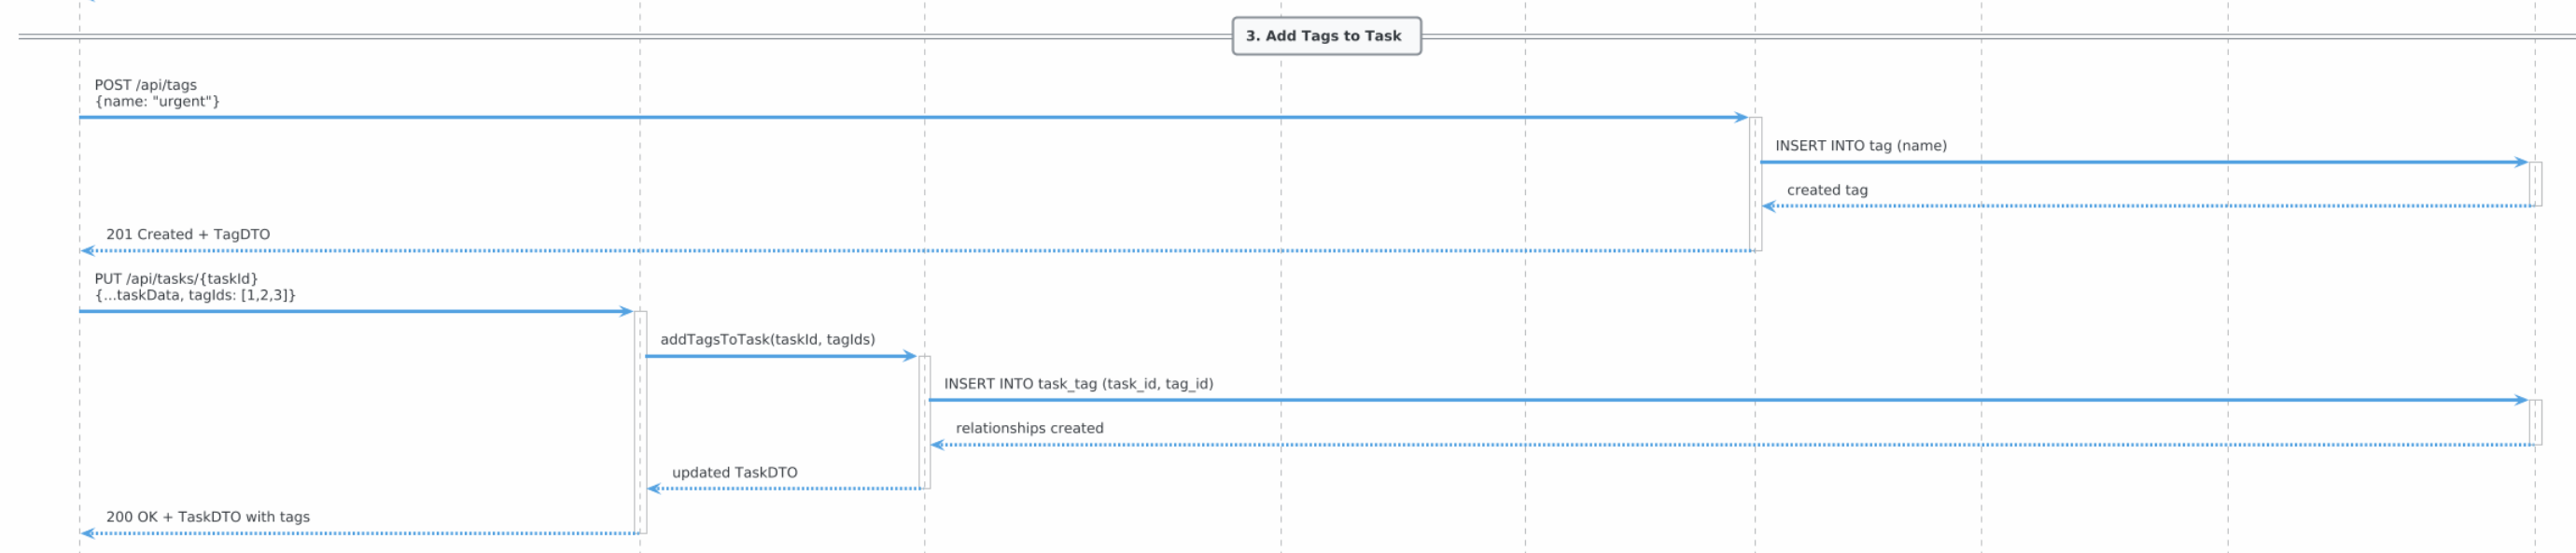 3. Add Tags to Task
POST /api/tags
{name: "urgent"}
INSERT INTO tag (name)
created tag
201 Created + TagDTO
PUT /api/tasks/{taskId}
{...taskData, tagIds: [1,2,3]}
addTagsToTask(taskId, tagIds)
INSERT INTO task_tag (task_id, tag_id)
relationships created
updated TaskDTO
200 OK + TaskDTO with tags